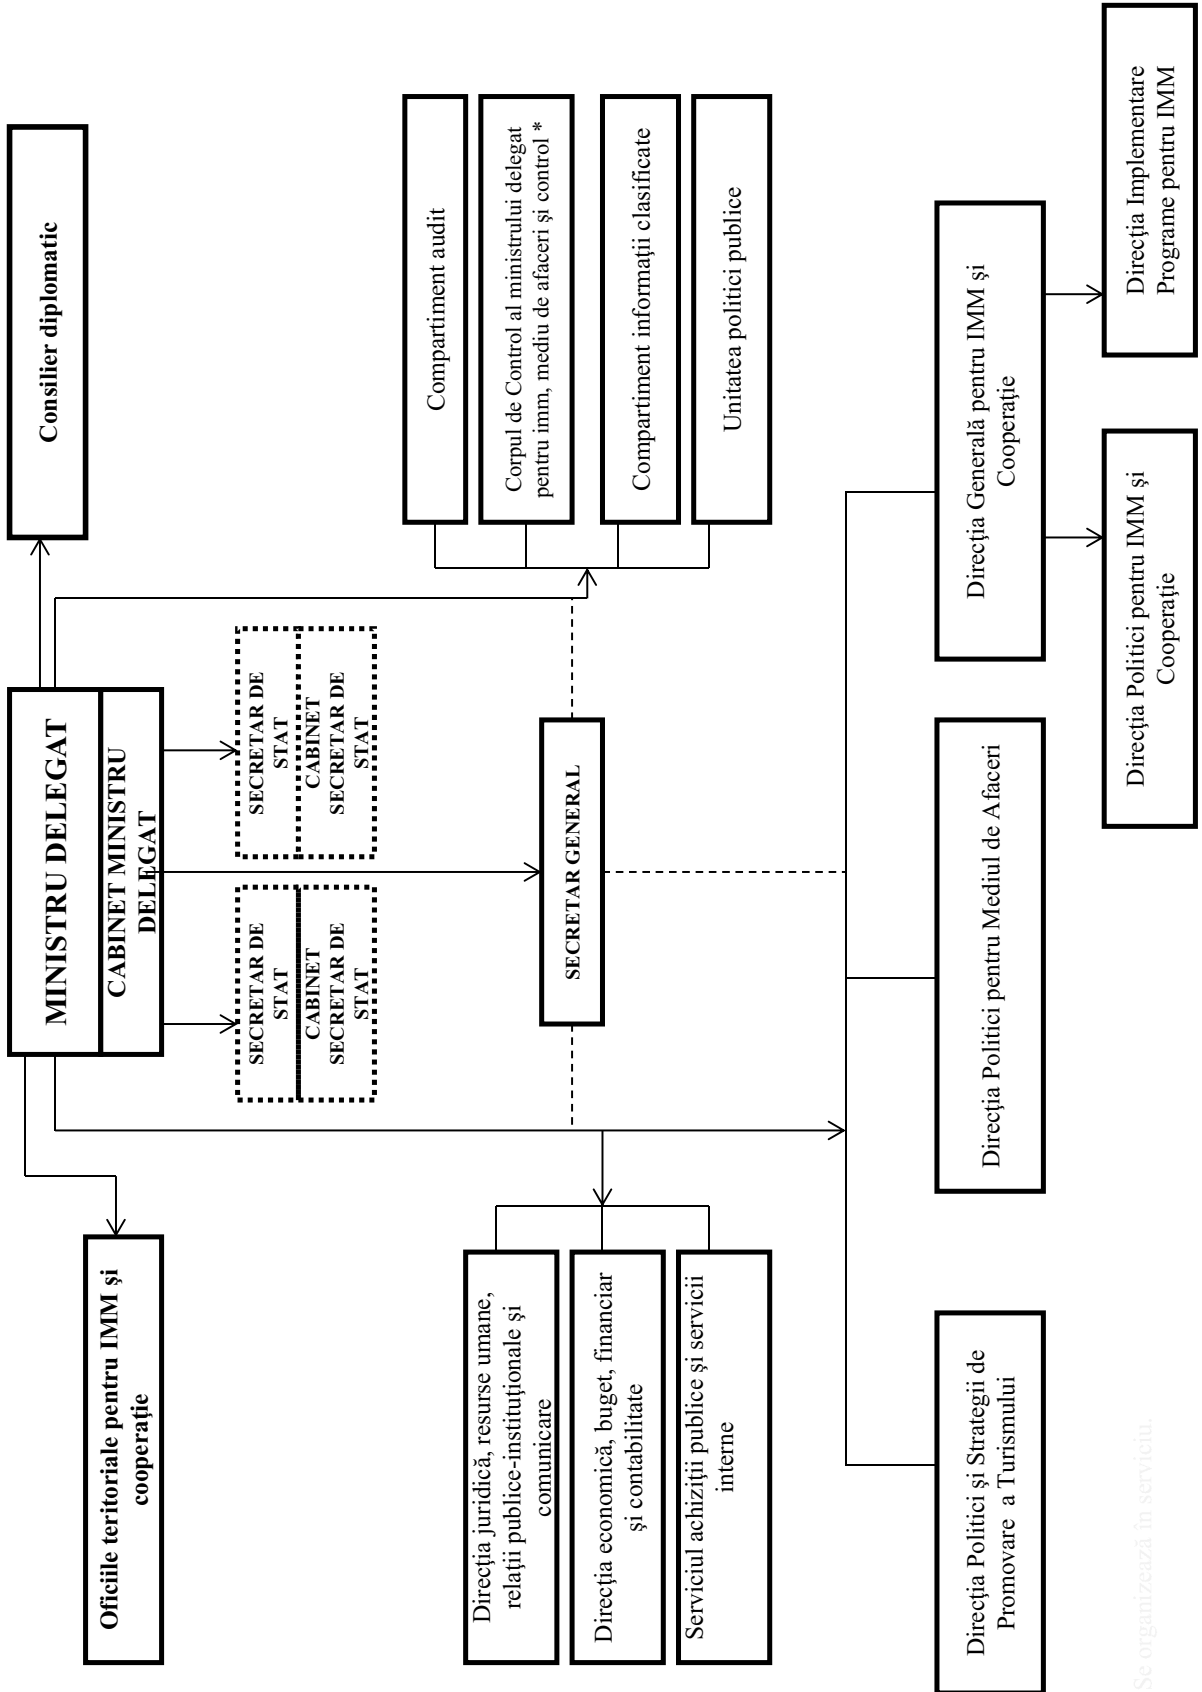 MINISTRU DELEGAT
CABINET MINISTRU
DELEGAT
Consilier diplomatic
Oficiile teritoriale pentru IMM şi
cooperaţie
SECRETAR DE
STAT
CABINET
SECRETAR DE
STAT
SECRETAR DE
STAT
CABINET
SECRETAR DE
STAT
Compartiment audit
Corpul de Control al ministrului delegat
pentru imm, mediu de afaceri şi control *
Compartiment informaţii clasificate
Unitatea politici publice
Direcţia juridică, resurse umane,
relaţii publice-instituţionale şi
comunicare
Direcţia economică, buget, financiar
şi contabilitate
Serviciul achiziţii publice şi servicii
interne
SECRETAR GENERAL
Direcţia Politici şi Strategii de
Promovare a Turismului
Direcţia Politici pentru Mediul de Afaceri
Direcţia Generală pentru IMM şi
Cooperaţie
Direcţia Politici pentru IMM şi
Cooperaţie
Direcţia Implementare
Programe pentru IMM
Se organizează în serviciu.